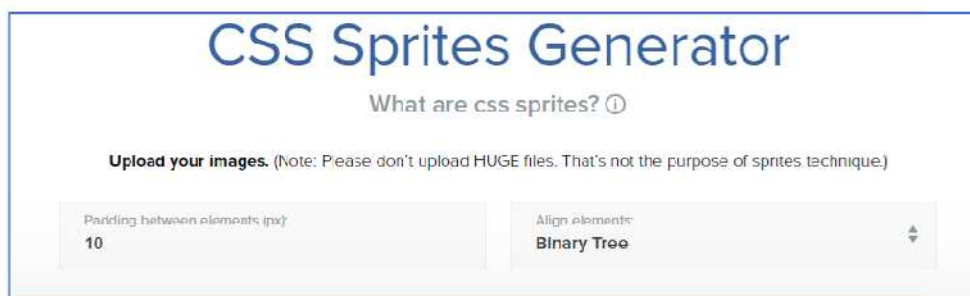 CSS Sprites Generator
What are css sprites?
Upload your images. (Note: Please don't upload HUGE files. That's not the purpose of sprites technique.)
Padding between elements (px):
Align elements:
10
Binary Tree